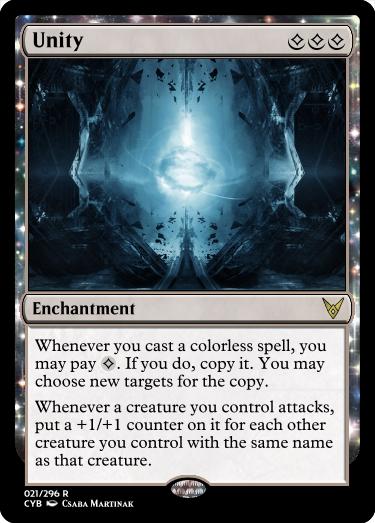 Unity
Enchantment
Whenever you cast a colorless spell, you
may pay ◇. If you do, copy it. You may
choose new targets for the copy.
Whenever a creature you control attacks,
put a +1/+1 counter on it for each other
creature you control with the same name
as that creature.
021/296 R
CYB Csaba Martinak